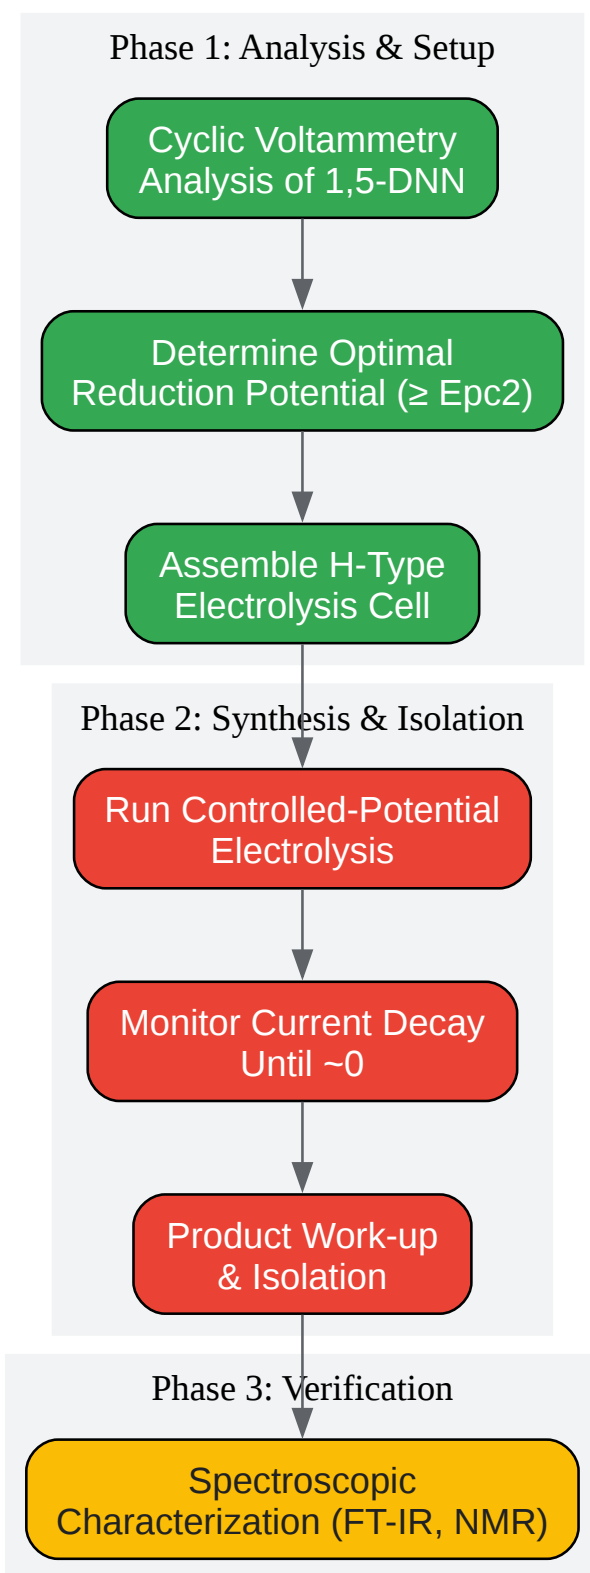 Phase 1: Analysis & Setup
Cyclic Voltammetry
Analysis of 1,5-DNN
Determine Optimal
Reduction Potential (≥ Epc2)
Assemble H-Type
Electrolysis Cell
Phase 2: Synthesis & Isolation
Run Controlled-Potential
Electrolysis
Monitor Current Decay
Until ~0
Product Work-up
& Isolation
Phase 3: Verification
Spectroscopic
Characterization (FT-IR, NMR)